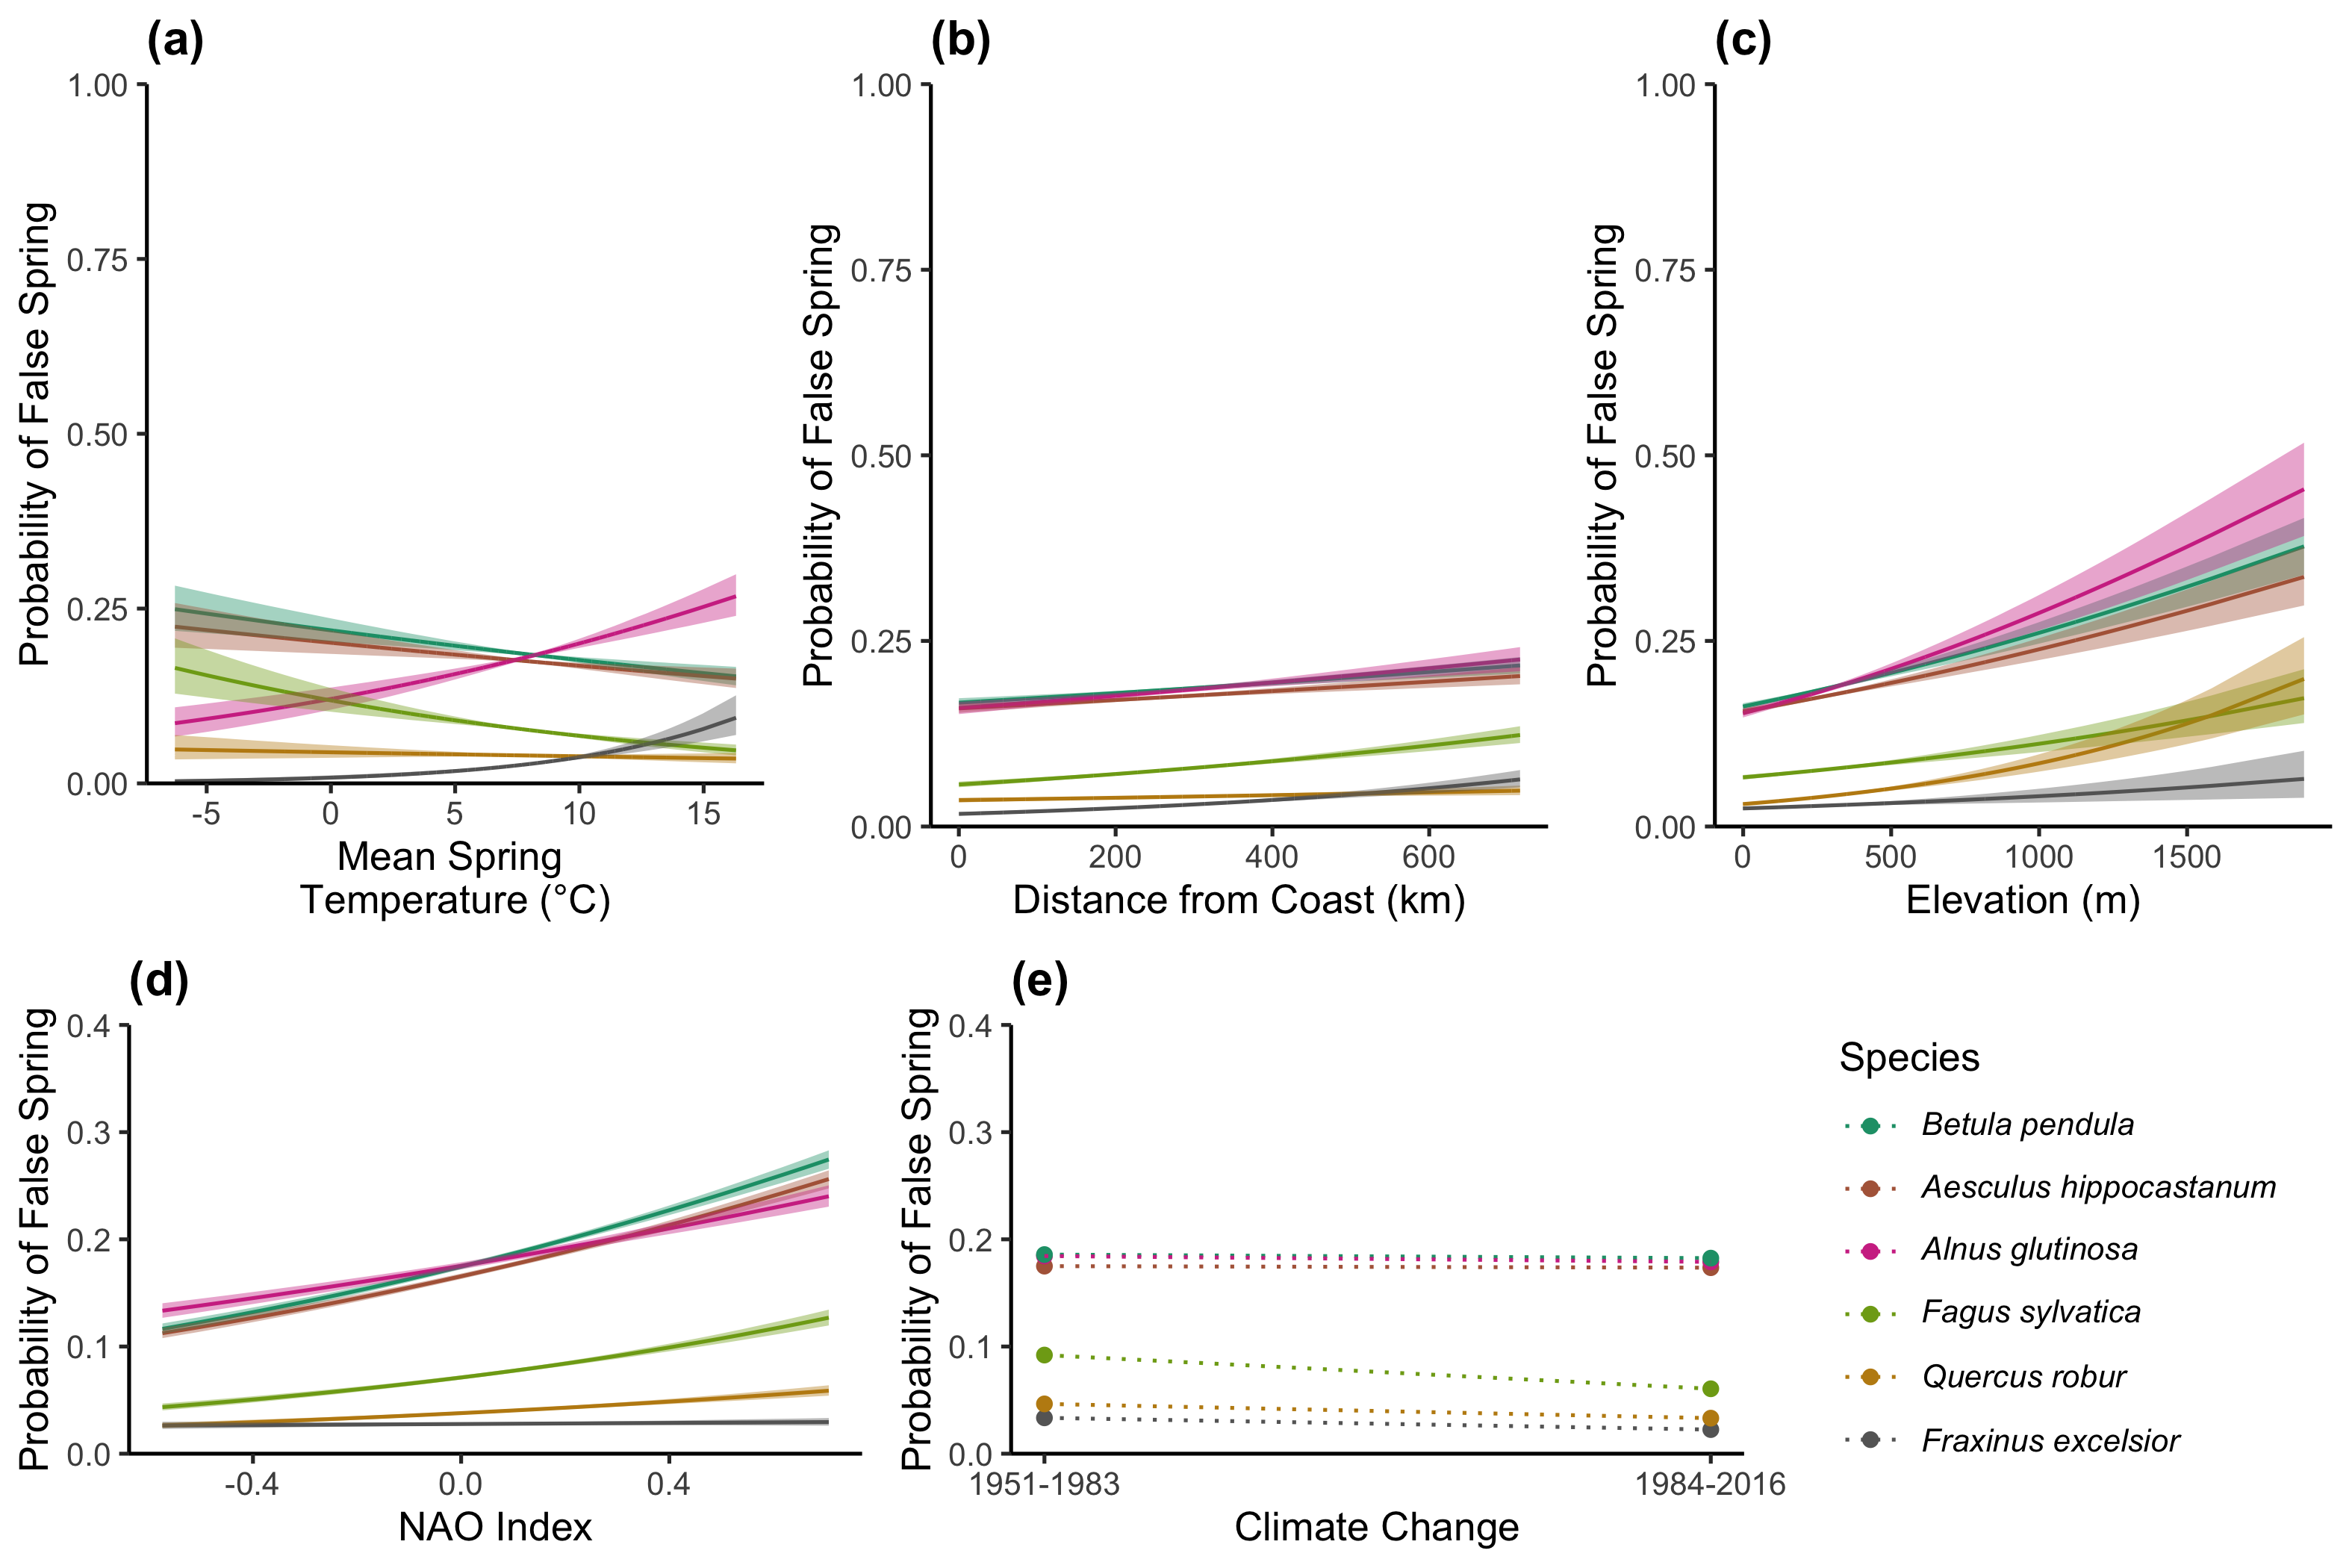 (a)
1.00
0.75
0.50
0.25
0.00
Probability of False Spring
-5 0 5 10 15
Mean Spring
Temperature (°C)
(b)
1.00
0.75
0.50
0.25
0.00
Probability of False Spring
0 200 400 600
Distance from Coast (km)
(c)
1.00
0.75
0.50
0.25
0.00
Probability of False Spring
0 500 1000 1500
Elevation (m)
(d)
0.4
0.3
0.2
0.1
0.0
Probability of False Spring
-0.4 0.0 0.4
NAO Index
(e)
0.4
0.3
0.2
0.1
0.0
Probability of False Spring
1951-1983 1984-2016
Climate Change
Species
Betula pendula
Aesculus hippocastanum
Alnus glutinosa
Fagus sylvatica
Quercus robur
Fraxinus excelsior